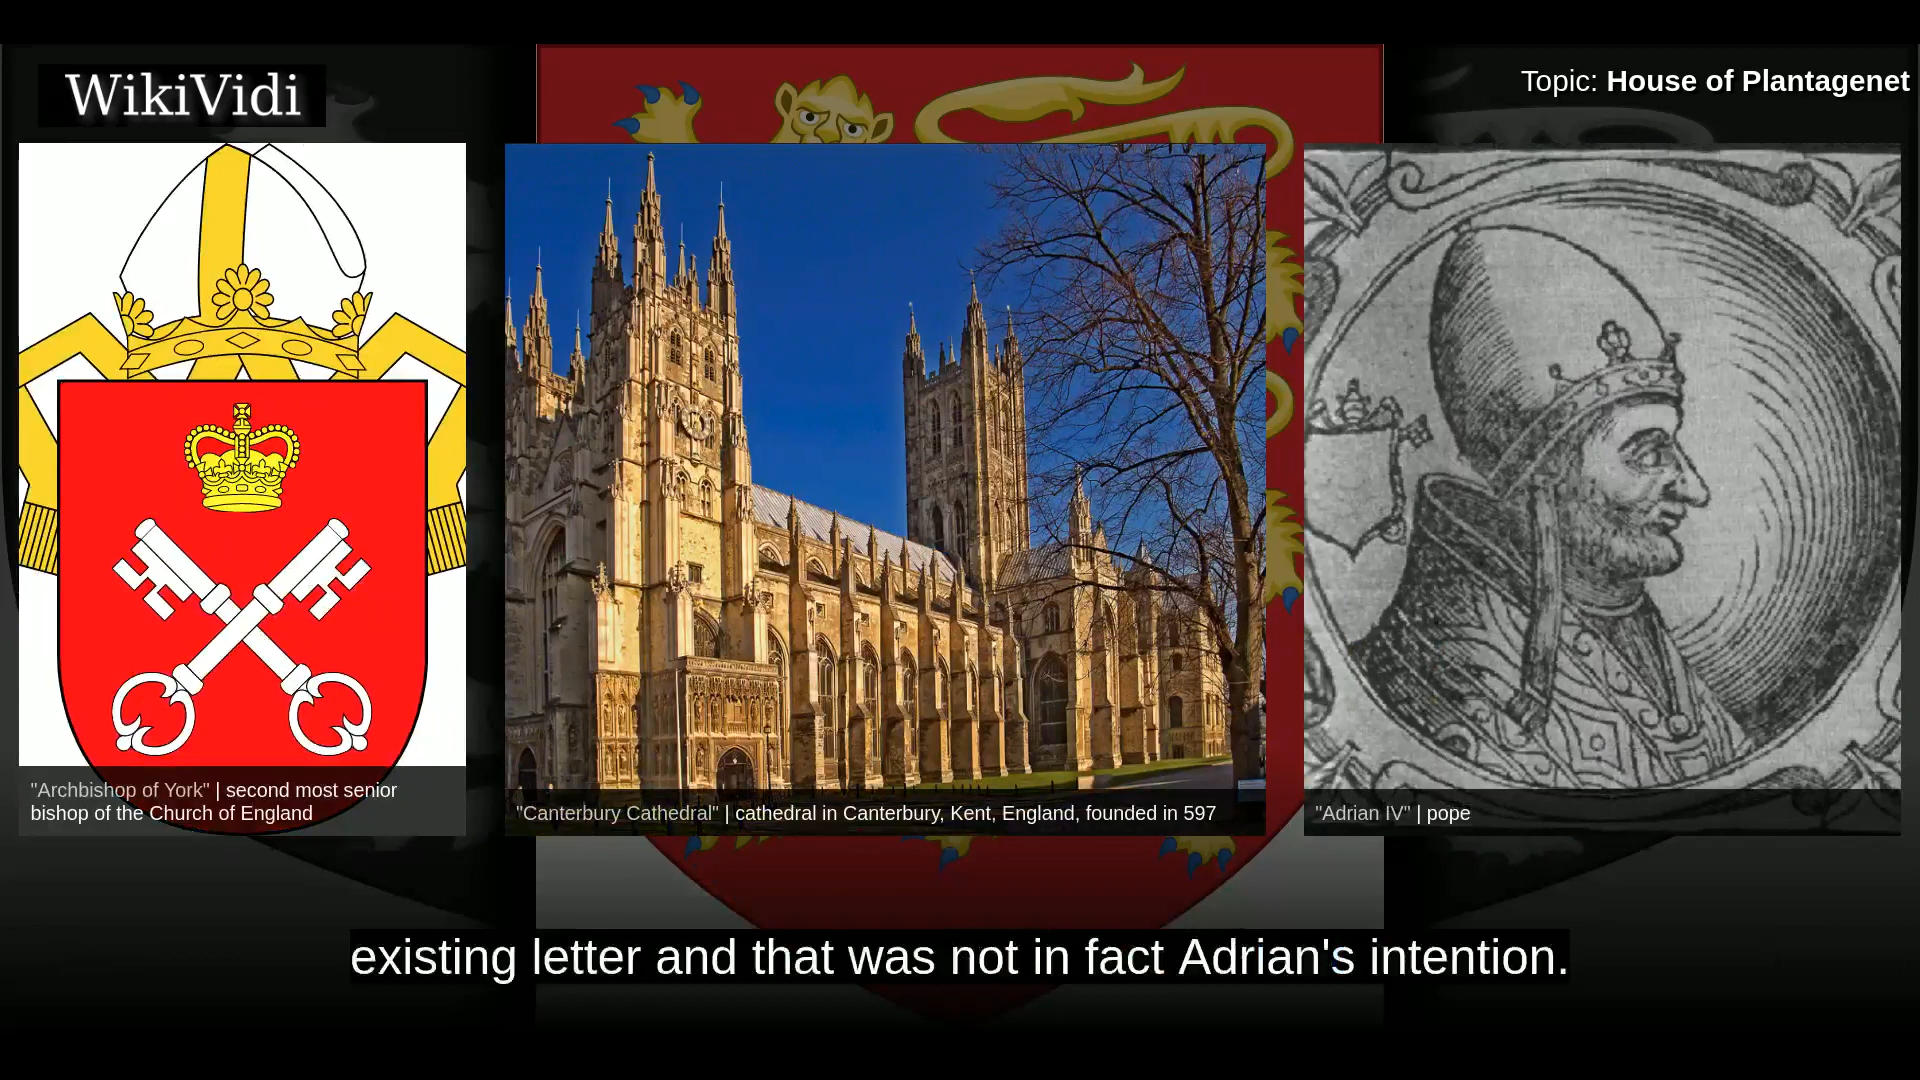 WikiVidi
Topic: House of Plantagenet
"Archbishop of York" | second most senior
bishop of the Church of England
"Canterbury Cathedral" | cathedral in Canterbury, Kent, England, founded in 597
"Adrian IV" | pope
existing letter and that was not in fact Adrian's intention.